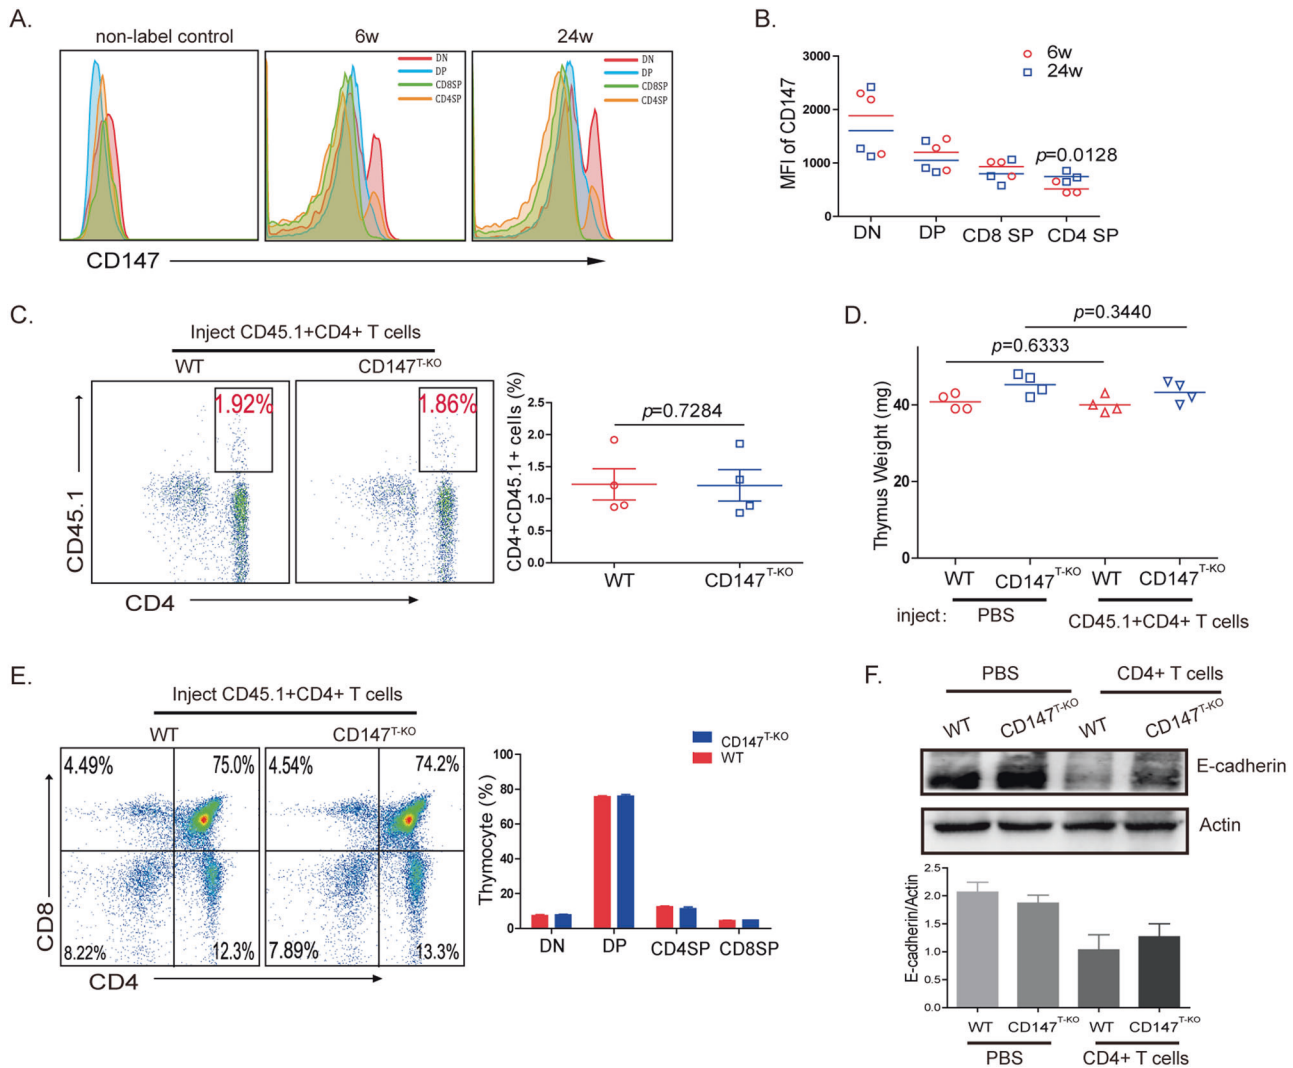 A.
non-label control
6w
24w
DN
DP
CD8SP
CD4SP
DN
DP
CD8SP
CD4SP
CD147
B.
6w
24w
3000
2000
1000
0
MFI of CD147
p=0.0128
DN
DP
CD8 SP
CD4 SP
C.
Inject CD45.1+CD4+ T cells
WT
CD147T-KO
1.92%
1.86%
CD45.1
CD4
CD4+CD45.1+ cells (%)
2.5
2.0
1.5
1.0
0.5
0.0
p=0.7284
WT
CD147T-KO
D.
p=0.3440
p=0.6333
Thymus Weight (mg)
40
20
0
WT
CD147T-KO
WT
CD147T-KO
inject:
PBS
CD45.1+CD4+ T cells
E.
Inject CD45.1+CD4+ T cells
WT
CD147T-KO
4.49%
75.0%
4.54%
74.2%
8.22%
12.3%
7.89%
13.3%
CD8
CD4
CD147T-KO
WT
Thymocyte (%)
100
80
60
40
20
0
DN
DP
CD4SP
CD8SP
F.
PBS
CD4+ T cells
WT
CD147T-KO
WT
CD147T-KO
E-cadherin
Actin
E-cadherin/Actin
2.5
2.0
1.5
1.0
0.5
0.0
WT
CD147T-KO
WT
CD147T-KO
PBS
CD4+ T cells